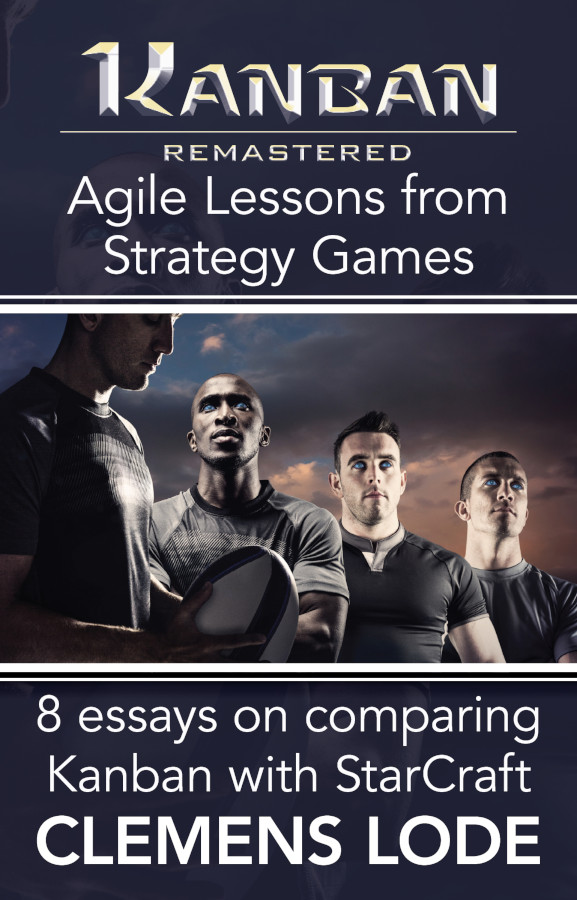 KANBAN
REMASTERED
Agile Lessons from
Strategy Games
8 essays on comparing
Kanban with StarCraft
CLEMENS LODE